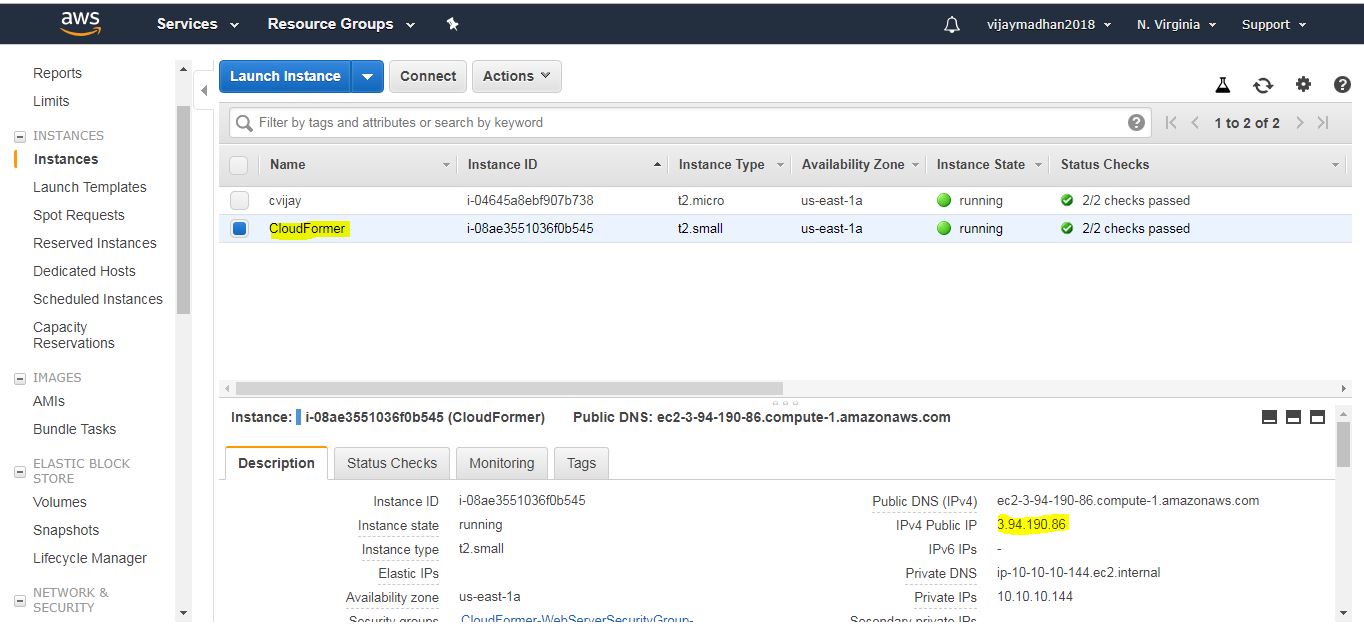 aws Services Resource Groups vijaymadhan2018 N. Virginia Support
Reports
Limits
INSTANCES
Instances
Launch Templates
Spot Requests
Reserved Instances
Dedicated Hosts
Scheduled Instances
Capacity
Reservations
IMAGES
AMIs
Bundle Tasks
ELASTIC BLOCK
STORE
Volumes
Snapshots
Lifecycle Manager
NETWORK &
SECURITY
Launch Instance Connect Actions
Filter by tags and attributes or search by keyword ? 1 to 2 of 2
Name Instance ID Instance Type Availability Zone Instance State Status Checks
cvijay i-04645a8ebf907b738 t2.micro us-east-1a running 2/2 checks passed
CloudFormer i-08ae3551036f0b545 t2.small us-east-1a running 2/2 checks passed
Instance: i-08ae3551036f0b545 (CloudFormer) Public DNS: ec2-3-94-190-86.compute-1.amazonaws.com
Description Status Checks Monitoring Tags
Instance ID i-08ae3551036f0b545 Public DNS (IPv4) ec2-3-94-190-86.compute-1.amazonaws.com
Instance state running IPv4 Public IP 3.94.190.86
Instance type t2.small IPv6 IPs -
Elastic IPs Private DNS ip-10-10-10-144.ec2.internal
Availability zone us-east-1a Private IPs 10.10.10.144
Security groups CloudFormer-WebServerSecurityGroup- Secondary private IPs